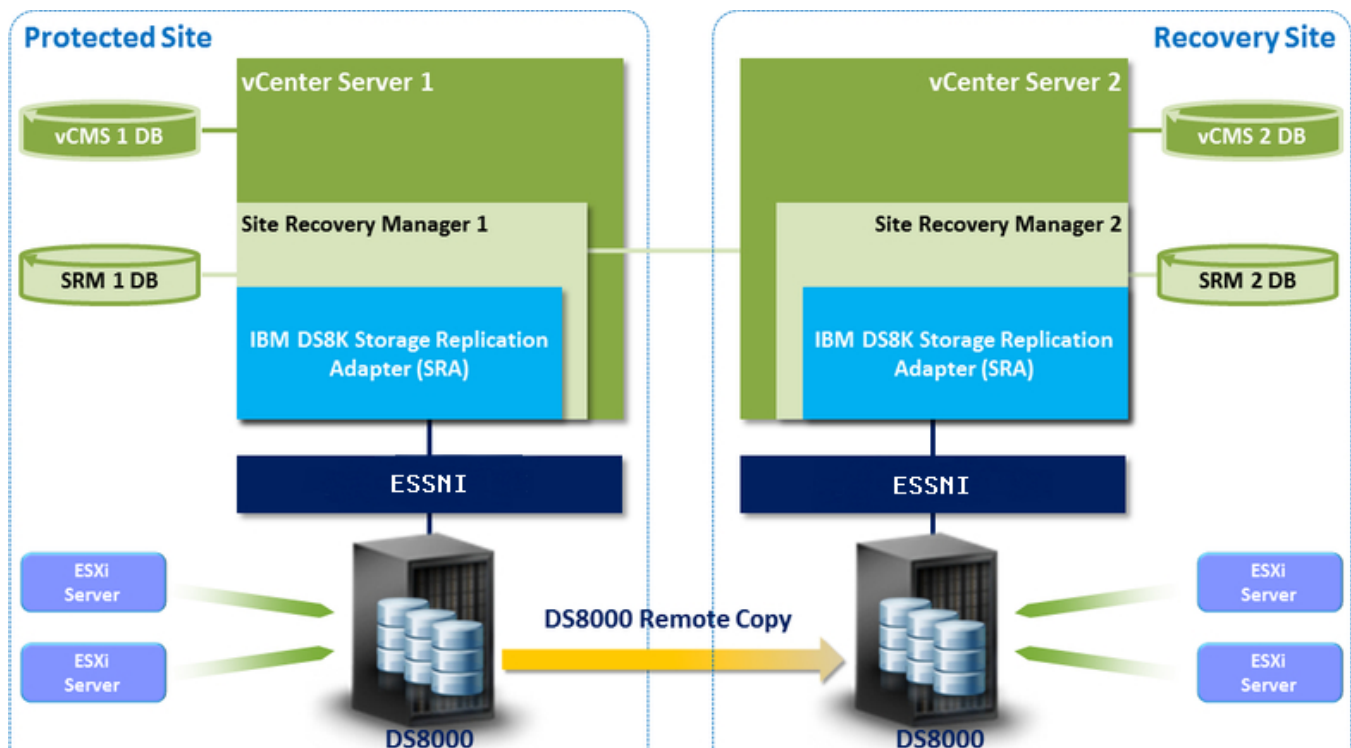 Protected Site
Recovery Site
vCenter Server 1
vCenter Server 2
vCMS 1 DB
vCMS 2 DB
Site Recovery Manager 1
Site Recovery Manager 2
SRM 1 DB
SRM 2 DB
IBM DS8K Storage Replication
Adapter (SRA)
IBM DS8K Storage Replication
Adapter (SRA)
ESSNI
ESSNI
ESXi
Server
ESXi
Server
DS8000 Remote Copy
ESXi
Server
ESXi
Server
DS8000
DS8000